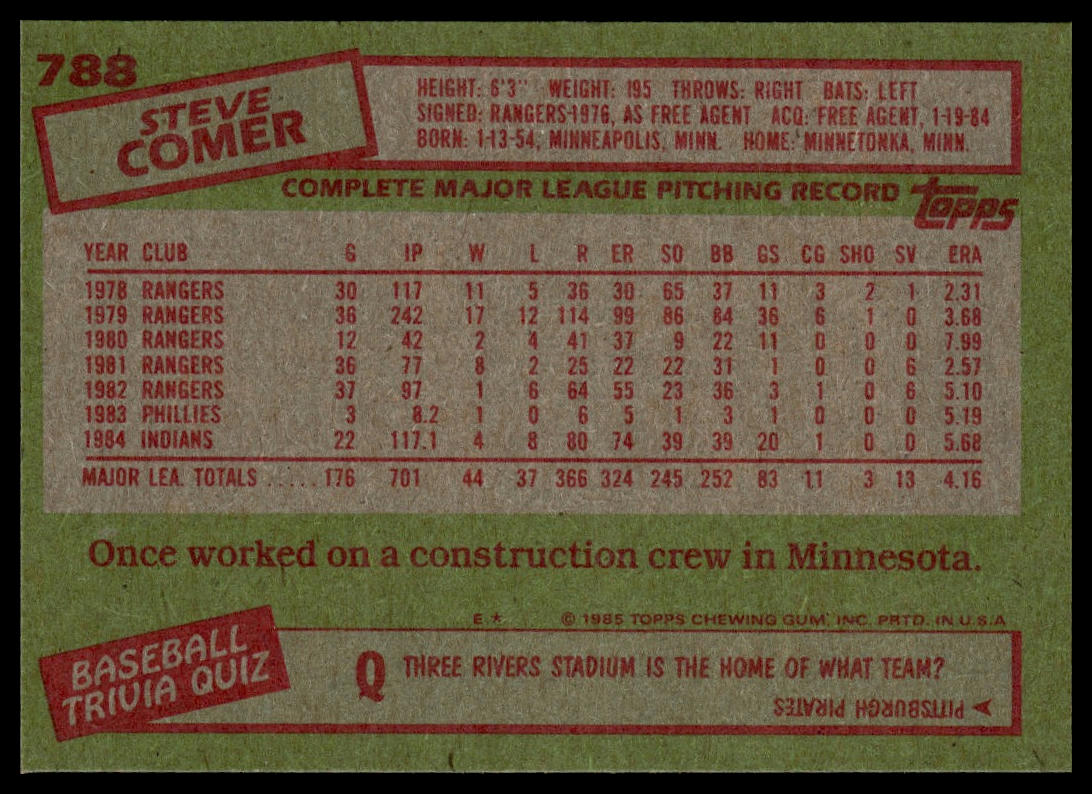 788
STEVE
COMER
HEIGHT: 6'3" WEIGHT: 195 THROWS: RIGHT BATS: LEFT
SIGNED: RANGERS-1976, AS FREE AGENT ACQ: FREE AGENT, 1-19-84
BORN: 1-13-54, MINNEAPOLIS, MINN. HOME: MINNETONKA, MINN.
COMPLETE MAJOR LEAGUE PITCHING RECORD
topps
YEAR CLUB G IP W L R ER SO BB GS CG SHO SV ERA
1978 RANGERS 30 117 11 5 36 30 65 37 11 3 2 1 2.31
1979 RANGERS 36 242 17 12 114 99 86 84 36 6 1 0 3.68
1980 RANGERS 12 42 2 4 41 37 9 22 11 0 0 0 7.99
1981 RANGERS 36 77 8 2 25 22 22 31 1 0 0 6 2.57
1982 RANGERS 37 97 1 6 64 55 23 36 3 1 0 6 5.10
1983 PHILLIES 3 8.2 1 0 6 5 1 3 1 0 0 0 5.19
1984 INDIANS 22 117.1 4 8 80 74 39 39 20 1 0 0 5.68
MAJOR LEA. TOTALS ..... 176 701 44 37 366 324 245 252 83 11 3 13 4.16
Once worked on a construction crew in Minnesota.
E * © 1985 TOPPS CHEWING GUM, INC. PRTD. IN U.S.A
BASEBALL
TRIVIA QUIZ
Q THREE RIVERS STADIUM IS THE HOME OF WHAT TEAM?
A PITTSBURGH PIRATES